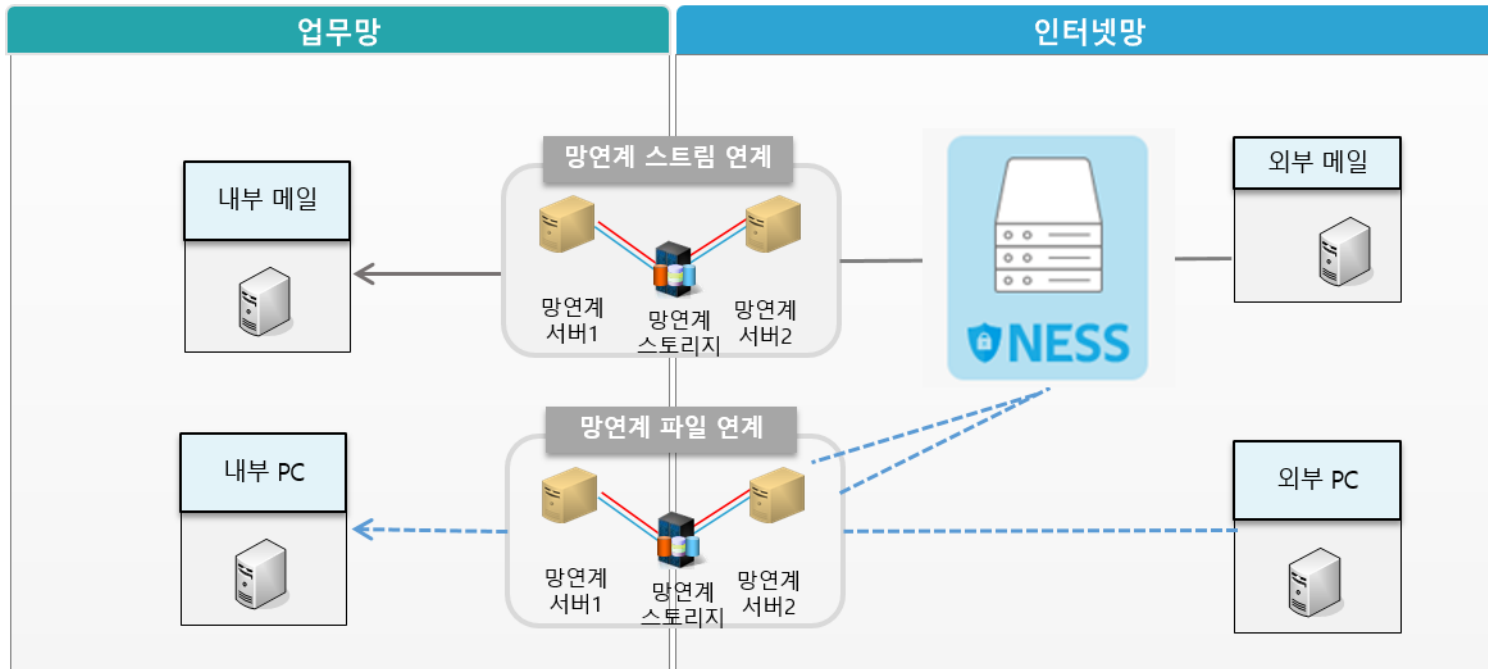 업무망
인터넷망
망연계 스트림 연계
내부 메일
외부 메일
망연계
서버1
망연계
스토리지
망연계
서버2
NESS
망연계 파일 연계
내부 PC
외부 PC
망연계
서버1
망연계
스토리지
망연계
서버2